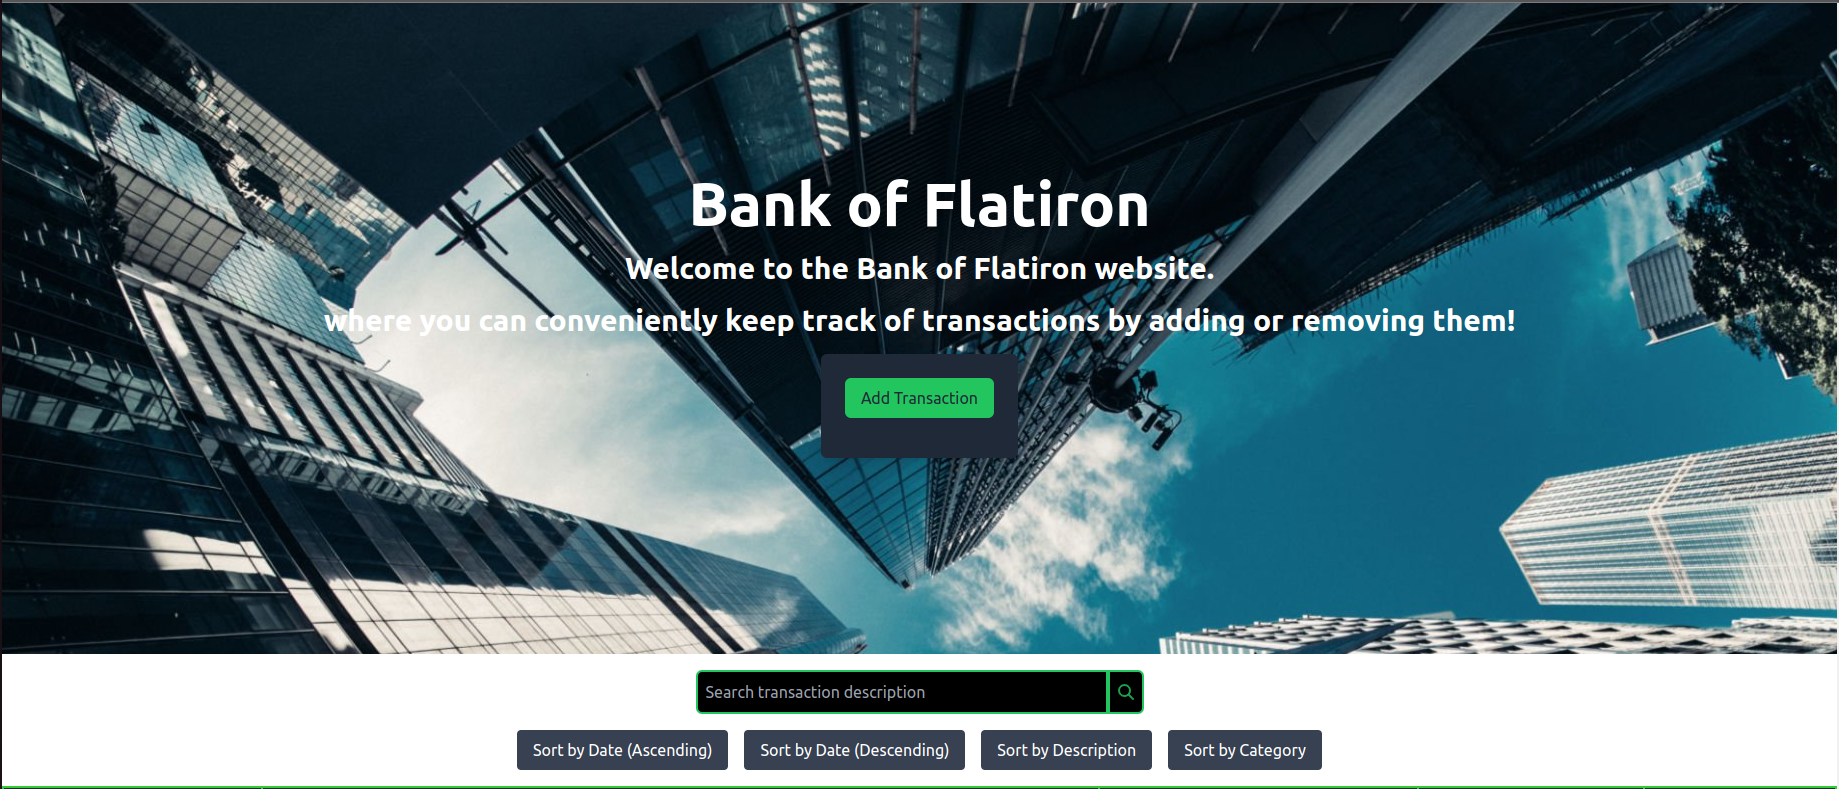 Bank of Flatiron
Welcome to the Bank of Flatiron website.
where you can conveniently keep track of transactions by adding or removing them!
Add Transaction
Search transaction description
Sort by Date (Ascending) Sort by Date (Descending) Sort by Description Sort by Category